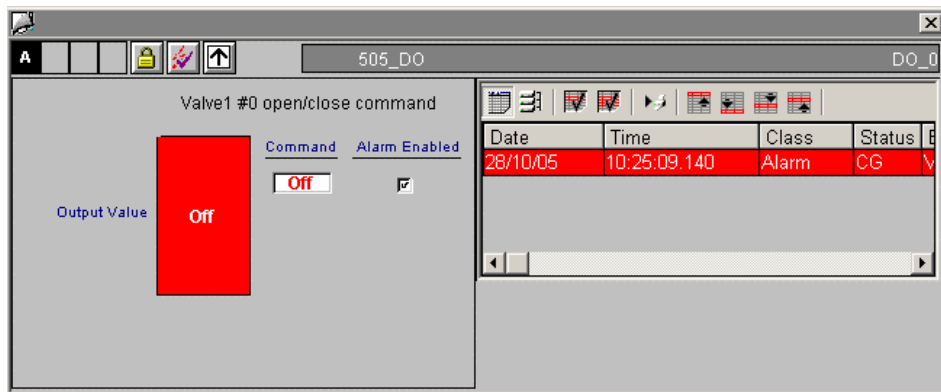 A 505_DO DO_0
Valve1 #0 open/close command
Command Alarm Enabled
Off
Output Value Off
Date Time Class Status
28/10/05 10:25:09.140 Alarm CG